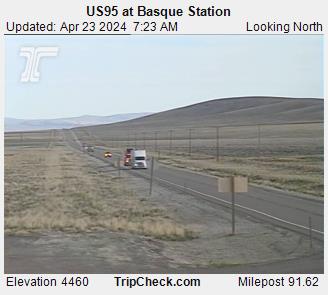 US95 at Basque Station
Updated: Apr 23 2024  7:23 AM Looking North
Elevation 4460 TripCheck.com Milepost 91.62